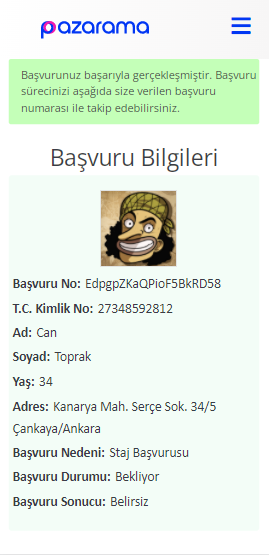 pazarama
Başvurunuz başarıyla gerçekleşmiştir. Başvuru
sürecinizi aşağıda size verilen başvuru
numarası ile takip edebilirsiniz.
Başvuru Bilgileri
Başvuru No: EdpgpZKaQPioF5BkRD58
T.C. Kimlik No: 27348592812
Ad: Can
Soyad: Toprak
Yaş: 34
Adres: Kanarya Mah. Serçe Sok. 34/5
Çankaya/Ankara
Başvuru Nedeni: Staj Başvurusu
Başvuru Durumu: Bekliyor
Başvuru Sonucu: Belirsiz